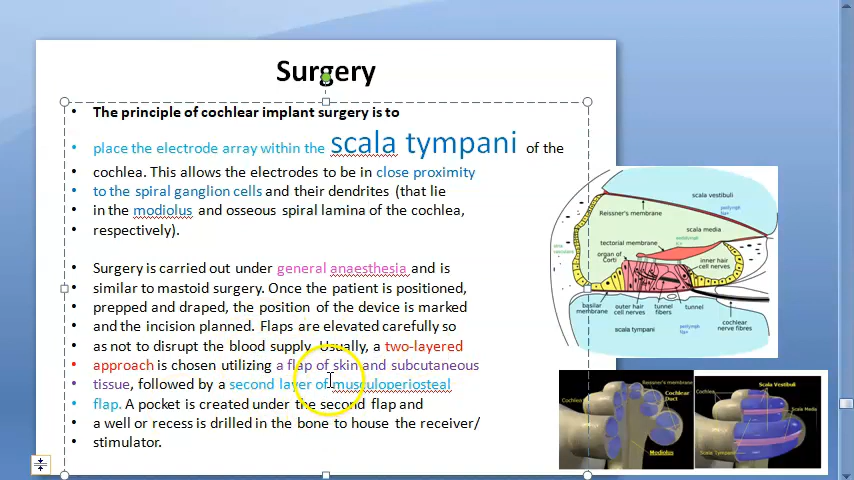 Surgery
• The principle of cochlear implant surgery is to
• place the electrode array within the scala tympani of the
• cochlea. This allows the electrodes to be in close proximity
• to the spiral ganglion cells and their dendrites (that lie
• in the modiolus and osseous spiral lamina of the cochlea,
• respectively).
• Surgery is carried out under general anaesthesia and is
• similar to mastoid surgery. Once the patient is positioned,
• prepped and draped, the position of the device is marked
• and the incision planned. Flaps are elevated carefully so
• as not to disrupt the blood supply. Usually, a two-layered
• approach is chosen utilizing a flap of skin and subcutaneous
• tissue, followed by a second layer of musculoperiosteal
• flap. A pocket is created under the second flap and
• a well or recess is drilled in the bone to house the receiver/
• stimulator.
scala vestibuli
Reissner's membrane
scala media
tectorial membrane
organ of
Corti
inner hair
cell nerves
basilar
membrane
outer hair
cell nerves
tunnel
fibers
tunnel
cochlear
nerve fibres
scala tympani
Reissner's membrane
Cochlea
Cochlear
Duct
Modiolus
Scala Vestibuli
Cochlea
Scala Media
Scala Tympani